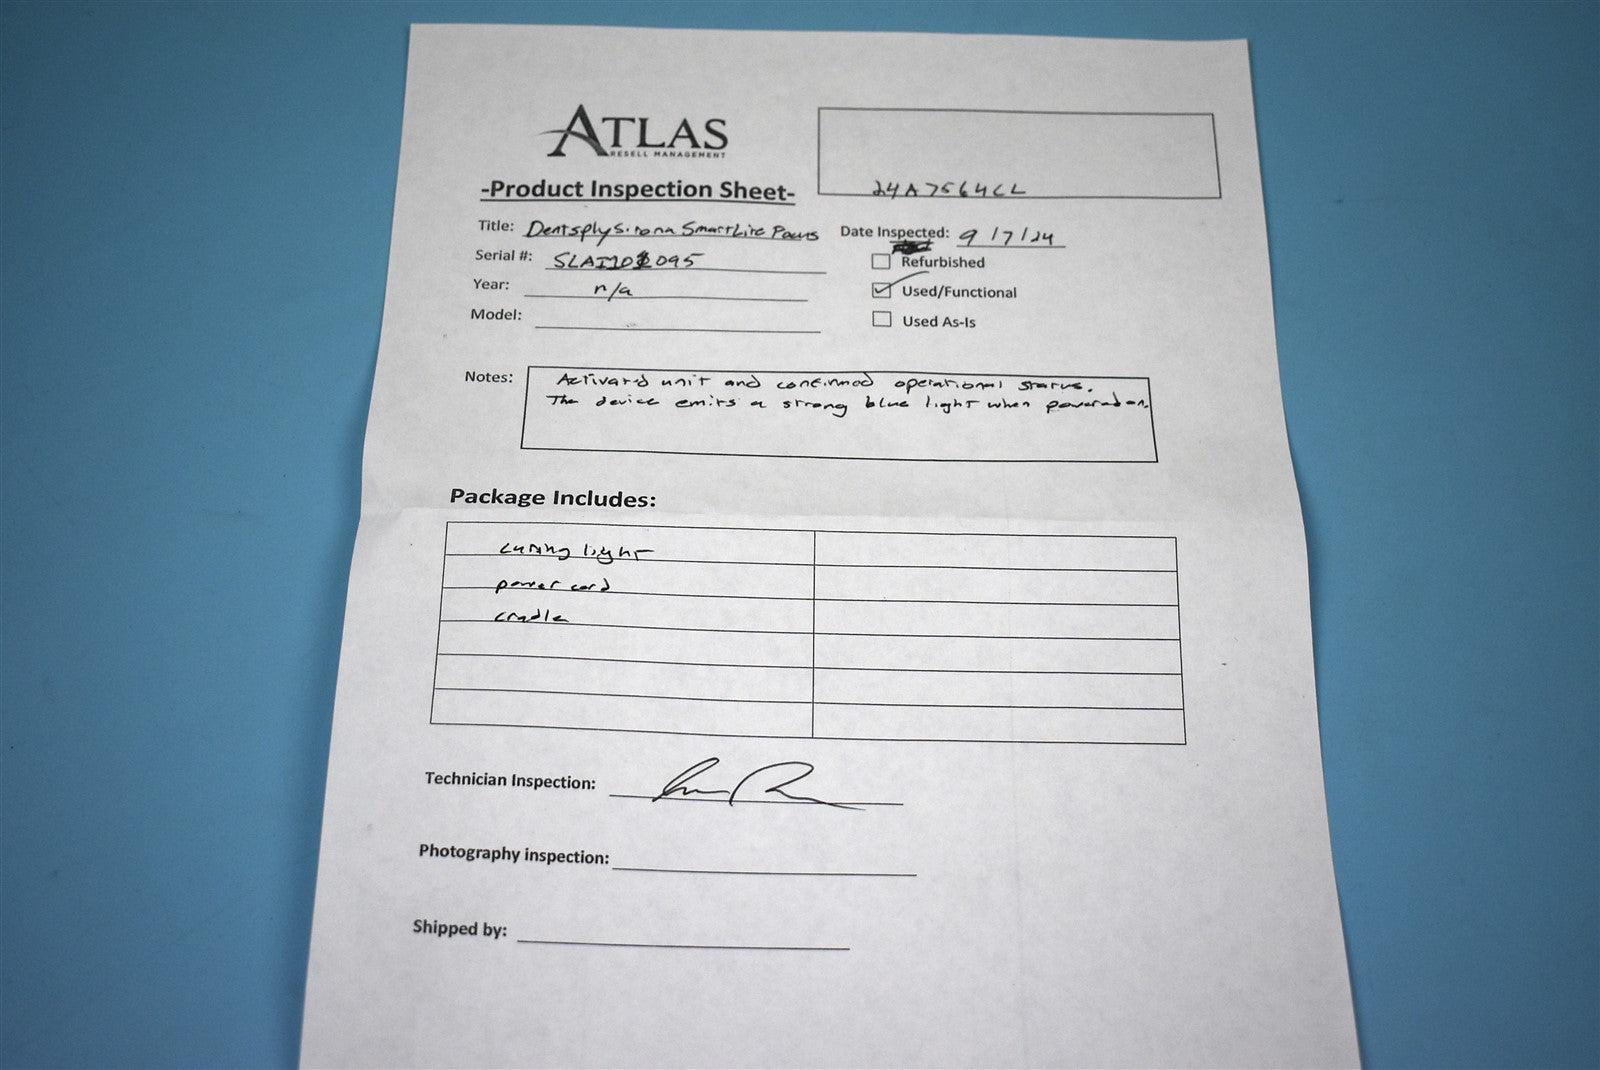 ATLAS
RESELL MANAGEMENT
-Product Inspection Sheet-
24A7564CL
Title: Dentsply Sirona SmartLite
Date Inspected: 9/7/24
Serial #:
Refurbished
Year: n/a
Used/Functional
Model:
Used As-Is
Notes: Activated unit and confirmed operational status.
The device emits a strong blue light when powered on.
Package Includes:
curing light
power cord
cradle
Technician Inspection:
Photography inspection:
Shipped by: